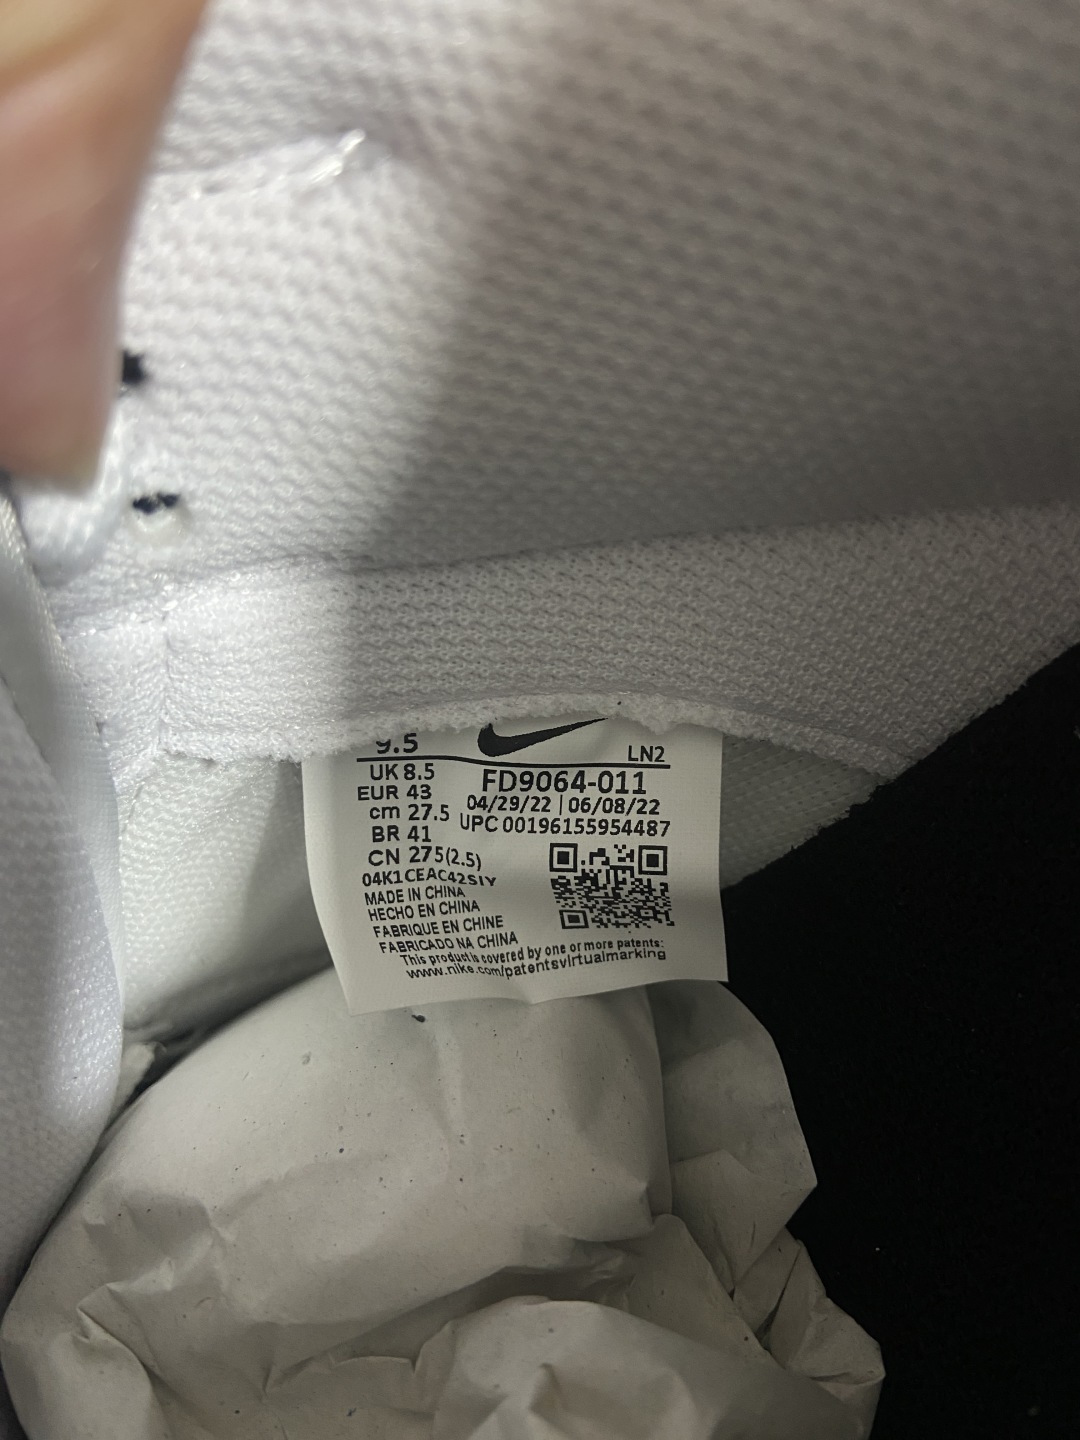 9.5
LN2
UK 8.5
FD9064-011
EUR 43
04/29/22 | 06/08/22
cm 27.5
UPC 00196155954487
BR 41
CN 275(2.5)
04K1CEAC42SIY
MADE IN CHINA
HECHO EN CHINA
FABRIQUE EN CHINE
FABRICADO NA CHINA
This product is covered by one or more patents:
www.nike.com/patentsvirtualmarking